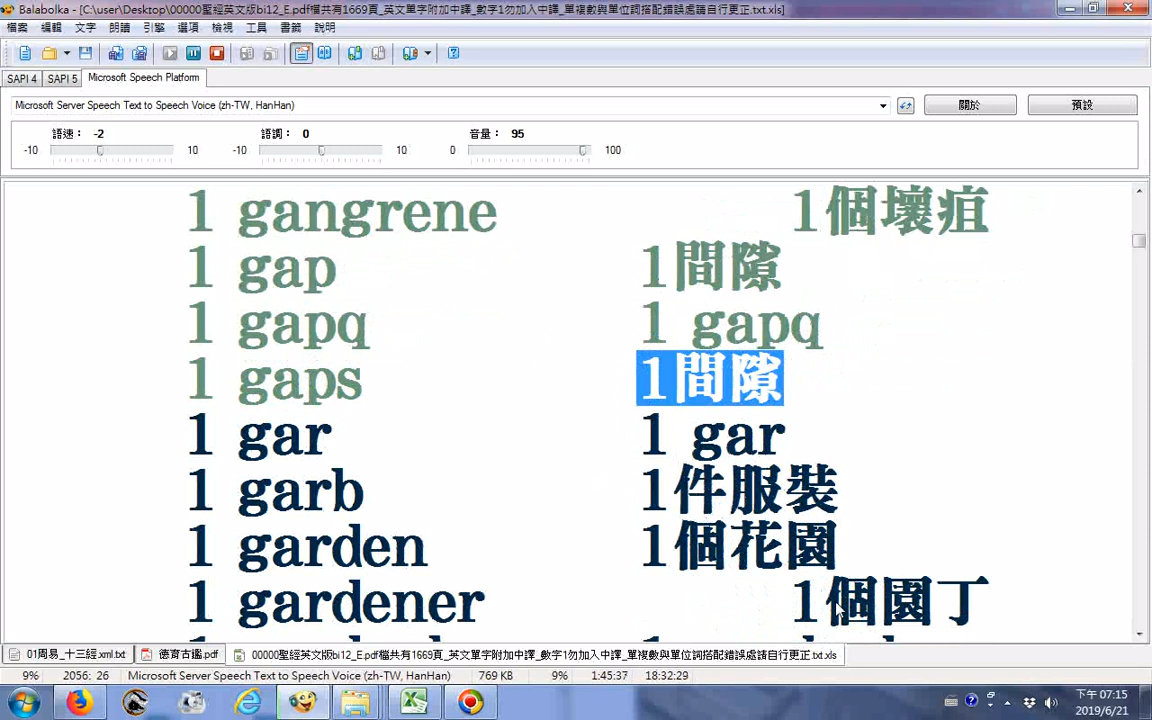 Balabolka - [C:\user\Desktop\00000聖經英文版bi12_E.pdf檔共有1669頁_英文單字附加中譯_數字1勿加入中譯_單複數與單位詞搭配錯誤處請自行更正.txt.xls]
檔案 編輯 文字 朗讀 引擎 選項 檢視 工具 書籤 說明
SAPI 4 SAPI 5 Microsoft Speech Platform
Microsoft Server Speech Text to Speech Voice (zh-TW, HanHan) 關於 預設
語速： -2 語調： 0 音量： 95
-10 10 -10 10 0 100
1 gangrene 1個壞疽
1 gap 1間隙
1 gapq 1 gapq
1 gaps 1間隙
1 gar 1 gar
1 garb 1件服裝
1 garden 1個花園
1 gardener 1個園丁
01周易_十三經.xml.txt 德育古鑑.pdf 00000聖經英文版bi12_E.pdf檔共有1669頁_英文單字附加中譯_數字1勿加入中譯_單複數與單位詞搭配錯誤處請自行更正.txt.xls
9% 2056: 26 Microsoft Server Speech Text to Speech Voice (zh-TW, HanHan) 769 KB 9% 1:45:37 18:32:29
下午 07:15
2019/6/21